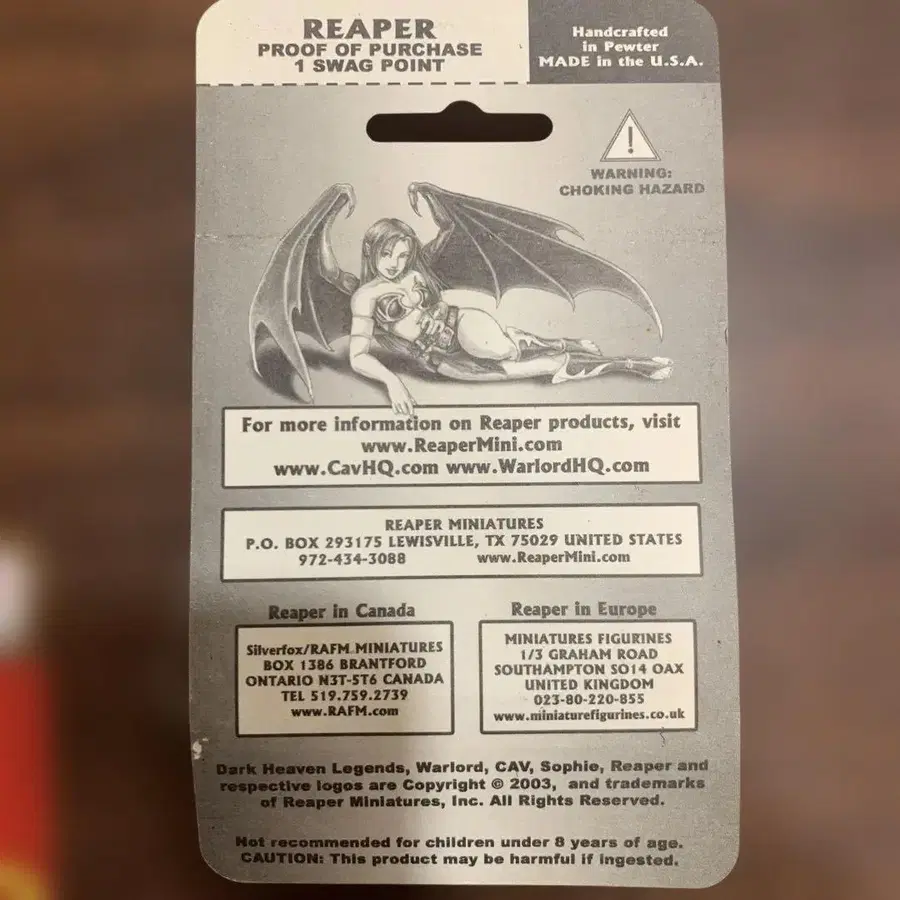 REAPER
PROOF OF PURCHASE
1 SWAG POINT
Handcrafted
in Pewter
MADE in the U.S.A.
!
WARNING:
CHOKING HAZARD
For more information on Reaper products, visit
www.ReaperMini.com
www.CavHQ.com www.WarlordHQ.com
REAPER MINIATURES
P.O. BOX 293175 LEWISVILLE, TX 75029 UNITED STATES
972-434-3088 www.ReaperMini.com
Reaper in Canada
Silverfox/RAFM MINIATURES
BOX 1386 BRANTFORD
ONTARIO N3T-5T6 CANADA
TEL 519.759.2739
www.RAFM.com
Reaper in Europe
MINIATURES FIGURINES
1/3 GRAHAM ROAD
SOUTHAMPTON SO14 OAX
UNITED KINGDOM
023-80-220-855
www.miniaturefigurines.co.uk
Dark Heaven Legends, Warlord, CAV, Sophie, Reaper and
respective logos are Copyright © 2003, and trademarks
of Reaper Miniatures, Inc. All Rights Reserved.
Not recommended for children under 8 years of age.
CAUTION: This product may be harmful if ingested.